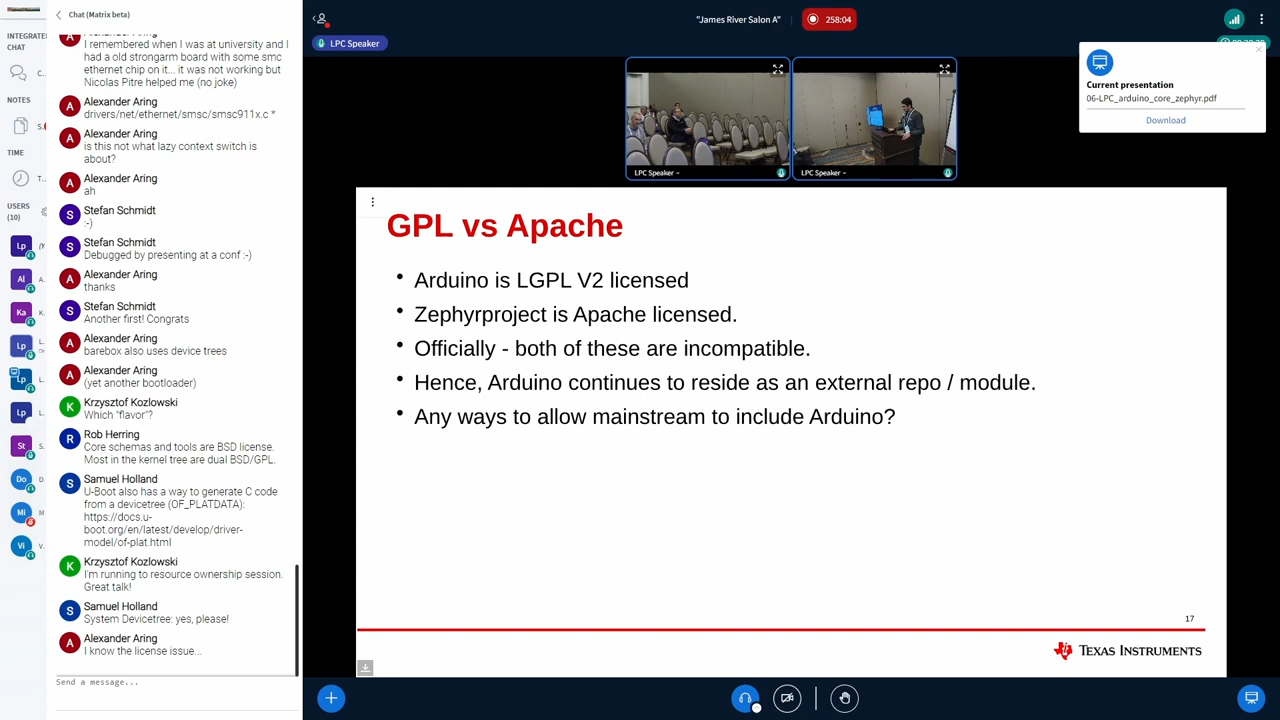 Chat (Matrix beta)
INTEGRATED
CHAT
C...
NOTES
S.
TIME
T...
USERS
(10)
I remembered when I was at university and I
had a old strongarm board with some smc
ethernet chip on it... it was not working but
Nicolas Pitre helped me (no joke)
Alexander Aring
drivers/net/ethernet/smsc/smsc911x.c *
Alexander Aring
is this not what lazy context switch is
about?
Alexander Aring
ah
Stefan Schmidt
:-)
Stefan Schmidt
Debugged by presenting at a conf :-)
Alexander Aring
thanks
Stefan Schmidt
Another first! Congrats
Alexander Aring
barebox also uses device trees
Alexander Aring
(yet another bootloader)
Krzysztof Kozlowski
Which "flavor"?
Rob Herring
Core schemas and tools are BSD license.
Most in the kernel tree are dual BSD/GPL.
Samuel Holland
U-Boot also has a way to generate C code
from a devicetree (OF_PLATDATA):
https://docs.u-
boot.org/en/latest/develop/driver-
model/of-plat.html
Krzysztof Kozlowski
I'm running to resource ownership session.
Great talk!
Samuel Holland
System Devicetree: yes, please!
Alexander Aring
I know the license issue...
Send a message...
"James River Salon A"
258:04
LPC Speaker
LPC Speaker
LPC Speaker
Current presentation
06-LPC_arduino_core_zephyr.pdf
Download
GPL vs Apache
• Arduino is LGPL V2 licensed
• Zephyrproject is Apache licensed.
• Officially - both of these are incompatible.
• Hence, Arduino continues to reside as an external repo / module.
• Any ways to allow mainstream to include Arduino?
17
TEXAS INSTRUMENTS